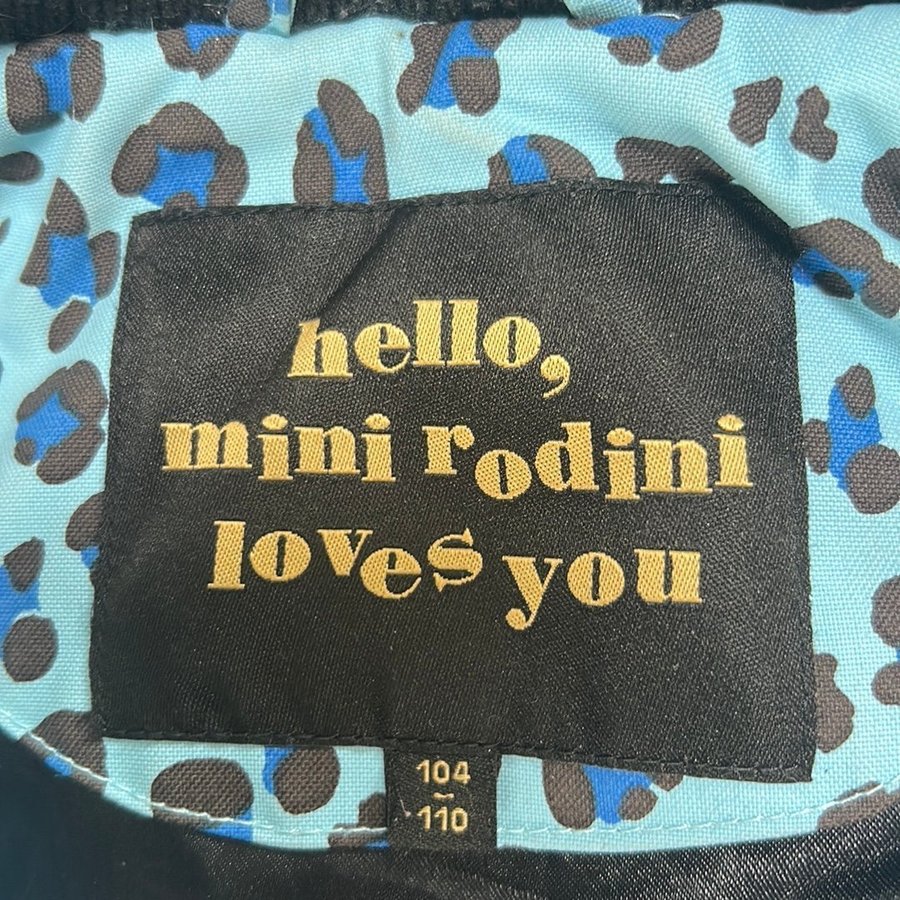 hello,
mini rodini
loves you
104
~
110